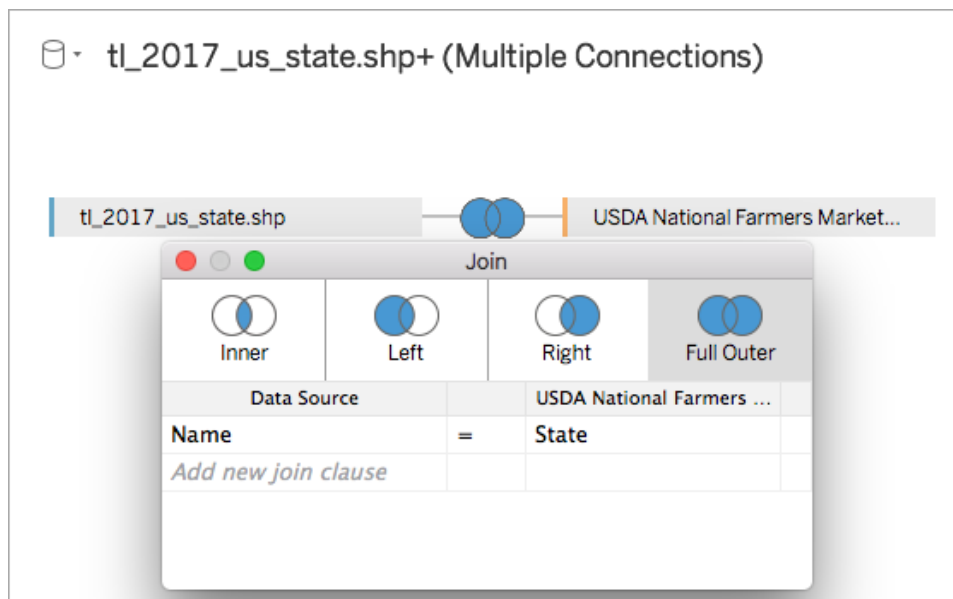 tl_2017_us_state.shp+ (Multiple Connections)
tl_2017_us_state.shp
USDA National Farmers Market...
Join
Inner
Left
Right
Full Outer
Data Source
USDA National Farmers ...
Name = State
Add new join clause